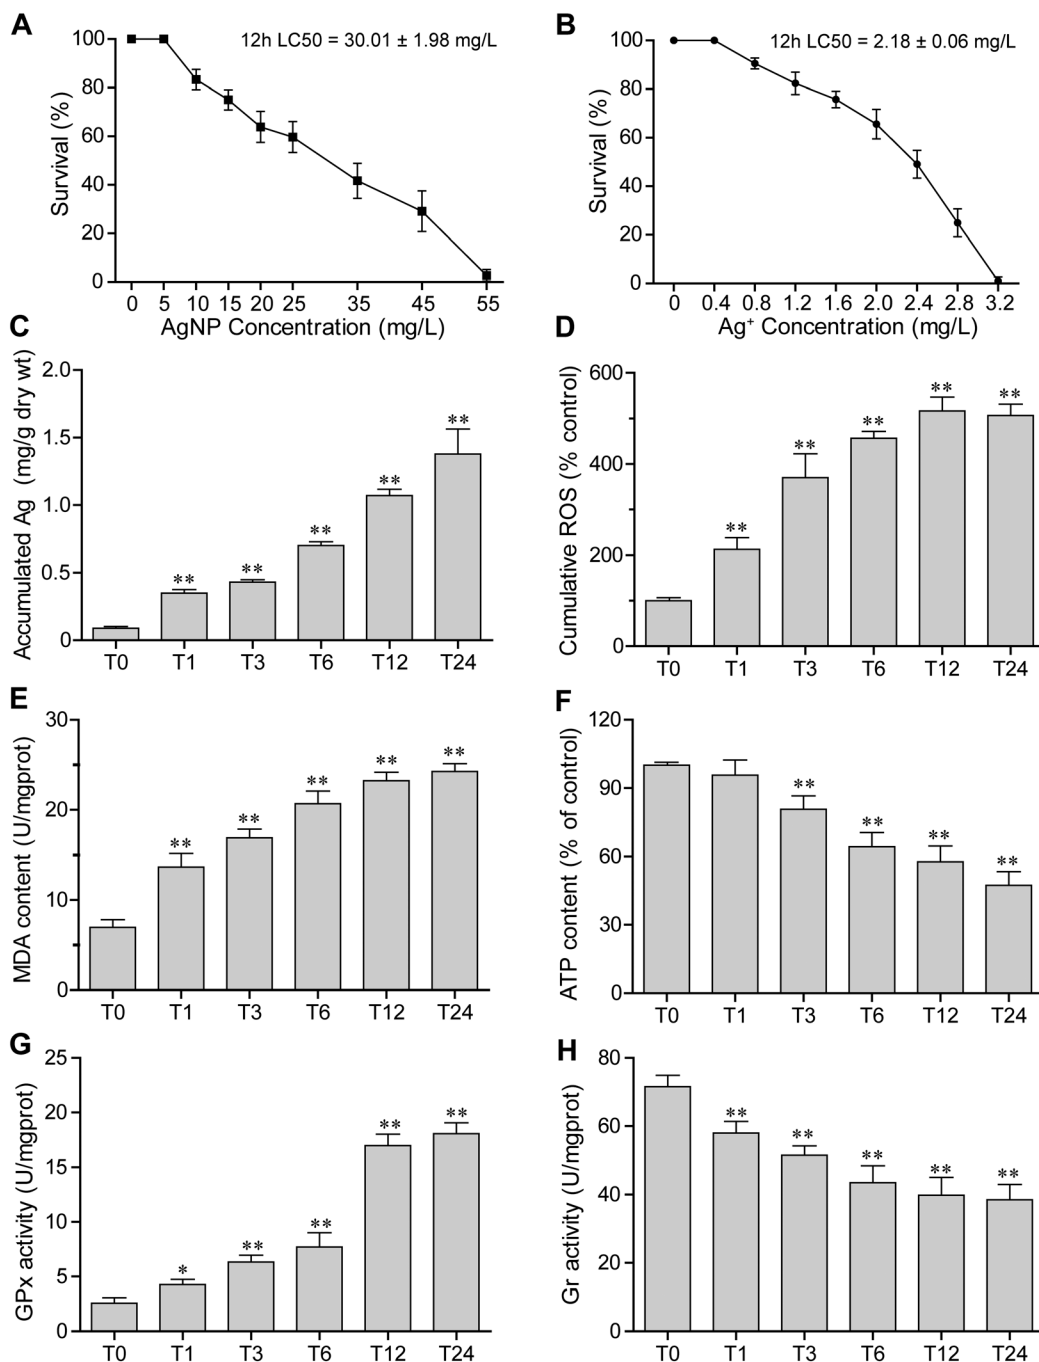 A
12h LC50 = 30.01 ± 1.98 mg/L
Survival (%)
100
80
60
40
20
0
0 5 10 15 20 25 35 45 55
AgNP Concentration (mg/L)
B
12h LC50 = 2.18 ± 0.06 mg/L
Survival (%)
100
80
60
40
20
0
0 0.4 0.8 1.2 1.6 2.0 2.4 2.8 3.2
Ag⁺ Concentration (mg/L)
C
Accumulated Ag (mg/g dry wt)
2.0
1.5
1.0
0.5
0
** ** ** ** **
T0 T1 T3 T6 T12 T24
D
Cumulative ROS (% control)
600
400
200
0
** ** ** ** **
T0 T1 T3 T6 T12 T24
E
MDA content (U/mgprot)
30
20
10
0
** ** ** ** **
T0 T1 T3 T6 T12 T24
F
ATP content (% of control)
120
90
60
30
0
** ** ** **
T0 T1 T3 T6 T12 T24
G
GPx activity (U/mgprot)
25
20
15
10
5
0
* ** ** ** **
T0 T1 T3 T6 T12 T24
H
Gr activity (U/mgprot)
80
60
40
20
0
** ** ** ** **
T0 T1 T3 T6 T12 T24